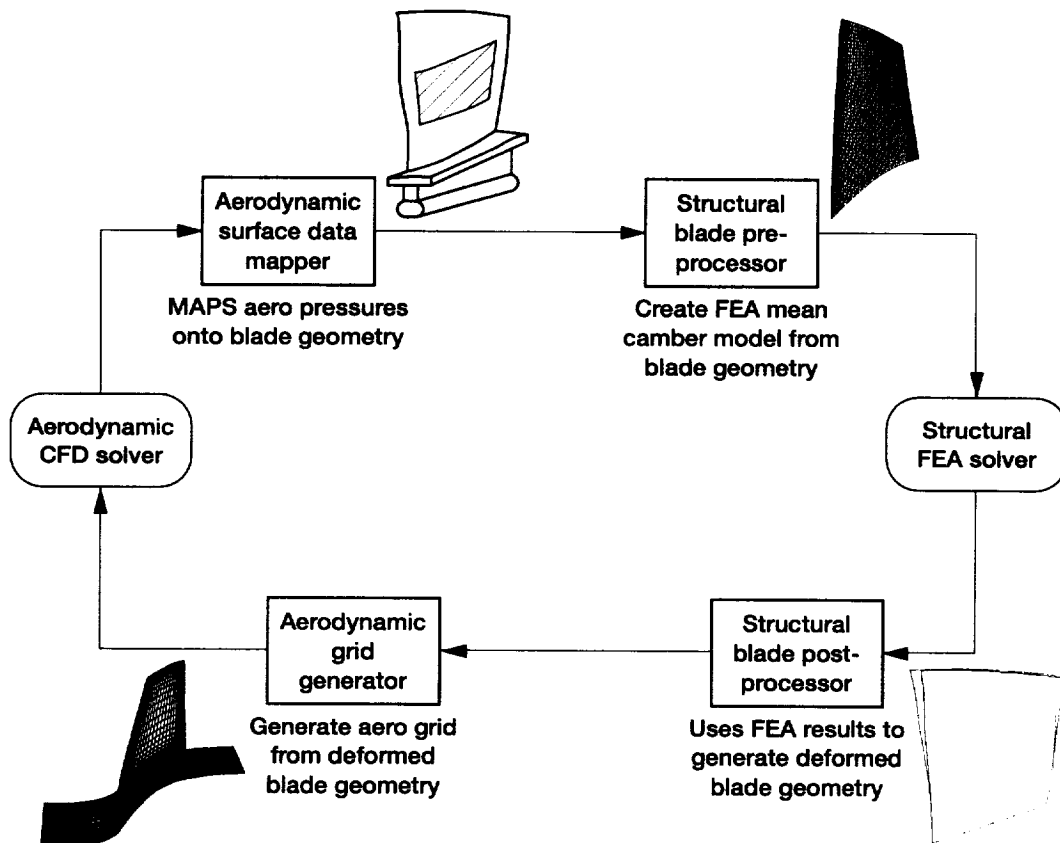 Aerodynamic
surface data
mapper
MAPS aero pressures
onto blade geometry
Structural
blade pre-
processor
Create FEA mean
camber model from
blade geometry
Aerodynamic
CFD solver
Structural
FEA solver
Aerodynamic
grid
generator
Generate aero grid
from deformed
blade geometry
Structural
blade post-
processor
Uses FEA results to
generate deformed
blade geometry